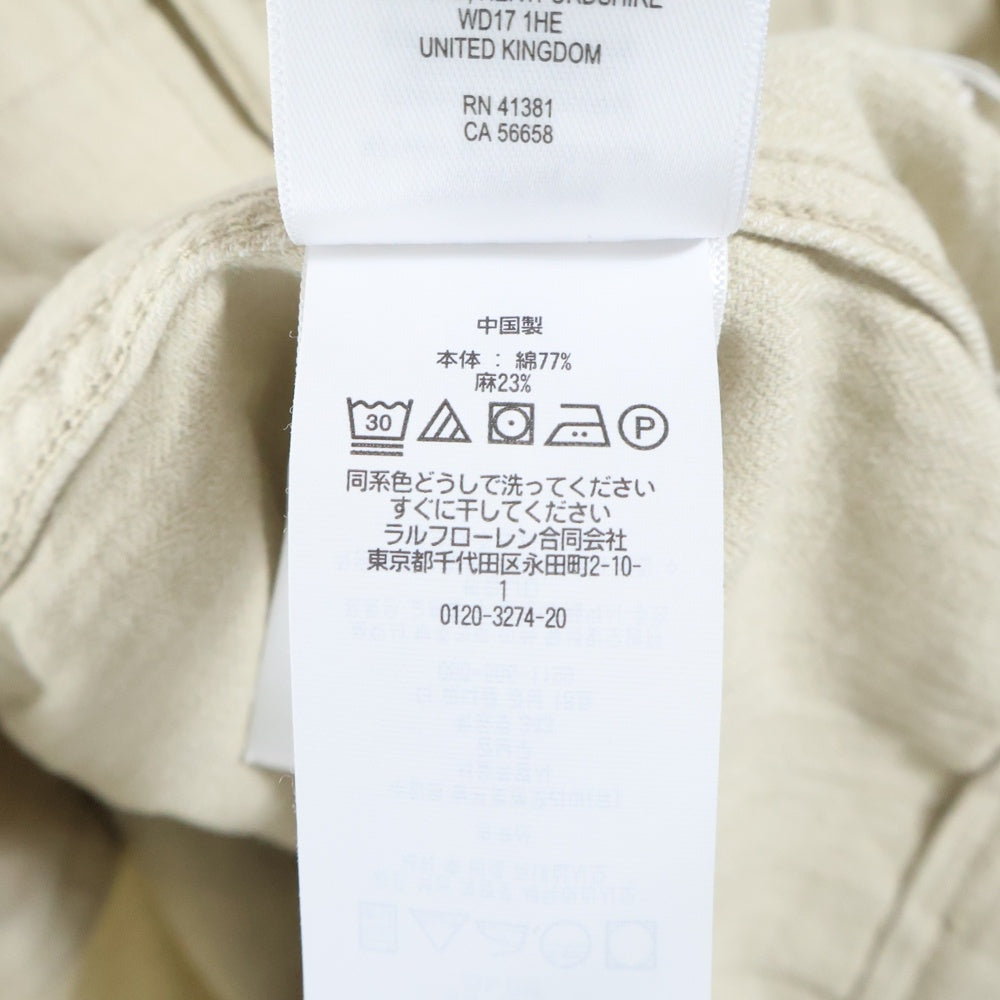 WD17 1HE
UNITED KINGDOM
RN 41381
CA 56658
中国製
本体 : 綿77%
麻23%
30
P
同系色どうしで洗ってください
すぐに干してください
ラルフローレン合同会社
東京都千代田区永田町2-10-
1
0120-3274-20